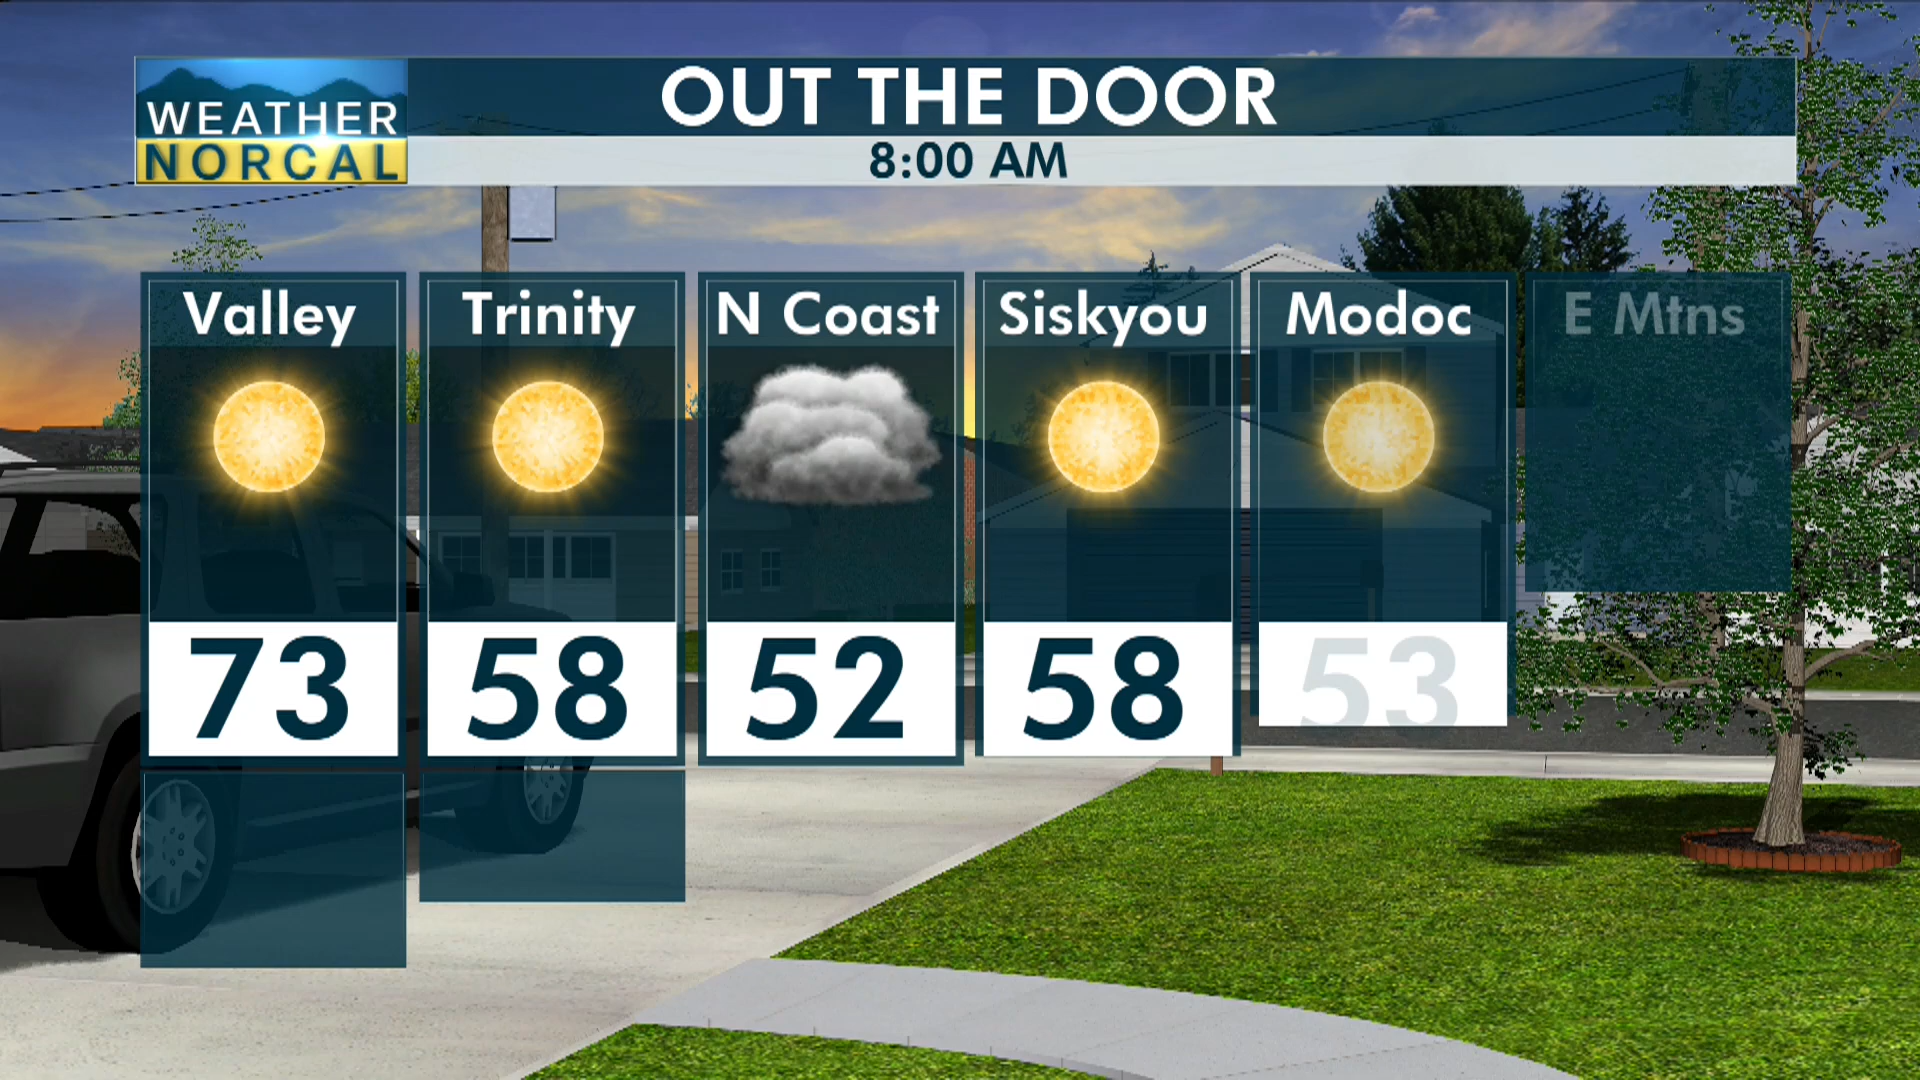 WEATHER
NORCAL
OUT THE DOOR
8:00 AM
Valley
Trinity
N Coast
Siskyou
Modoc
E Mtns
73
58
52
58
53